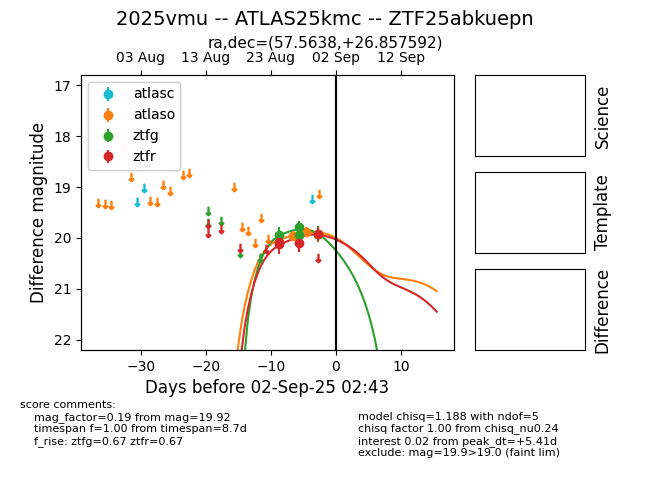 2025vmu -- ATLAS25kmc -- ZTF25abkuepn
ra,dec=(57.5638,+26.857592)
03 Aug 13 Aug 23 Aug 02 Sep 12 Sep
atlasc
atlaso
ztfg
ztfr
17
18
19
20
21
22
Difference magnitude
−30 −20 −10 0 10
Days before 02-Sep-25 02:43
Science
Template
Difference
score comments:
mag_factor=0.19 from mag=19.92
timespan f=1.00 from timespan=8.7d
f_rise: ztfg=0.67 ztfr=0.67
model chisq=1.188 with ndof=5
chisq factor 1.00 from chisq_nu0.24
interest 0.02 from peak_dt=+5.41d
exclude: mag=19.9>19.0 (faint lim)